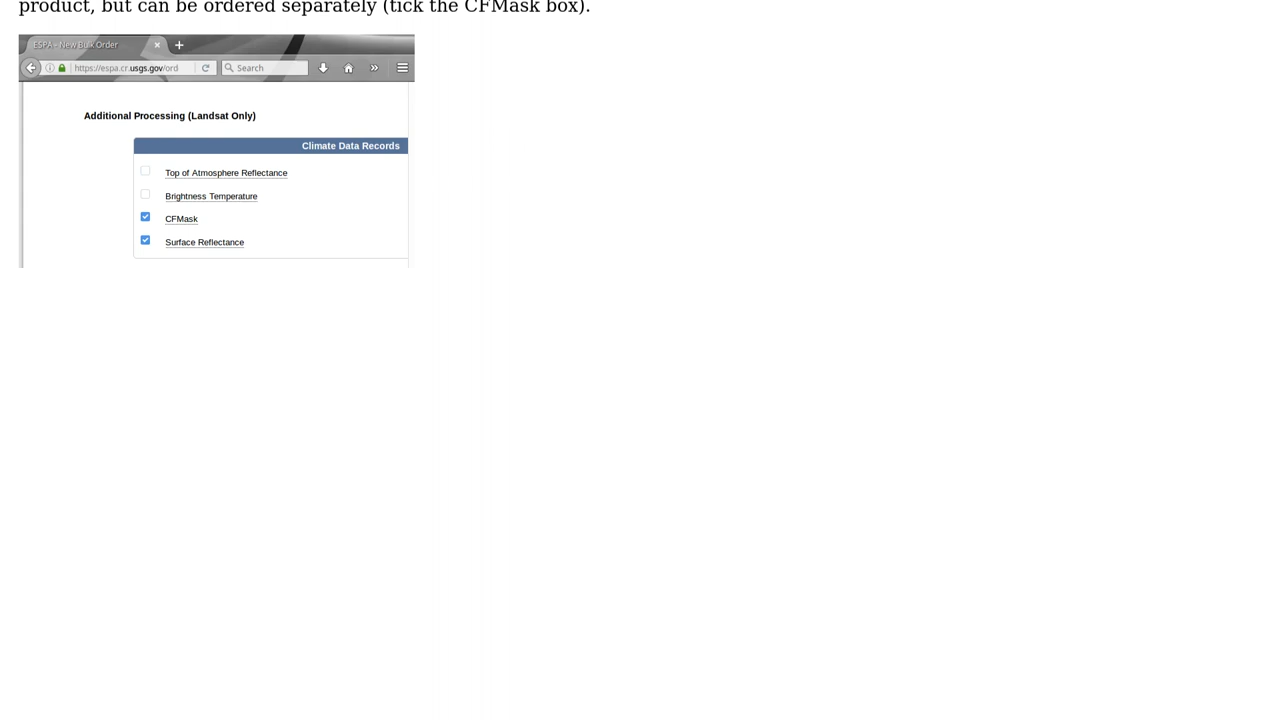 product, but can be ordered separately (tick the CFMask box).
ESPA - New Bulk Order
https://espa.cr.usgs.gov/ord
Search
Additional Processing (Landsat Only)
Climate Data Records
Top of Atmosphere Reflectance
Brightness Temperature
CFMask
Surface Reflectance